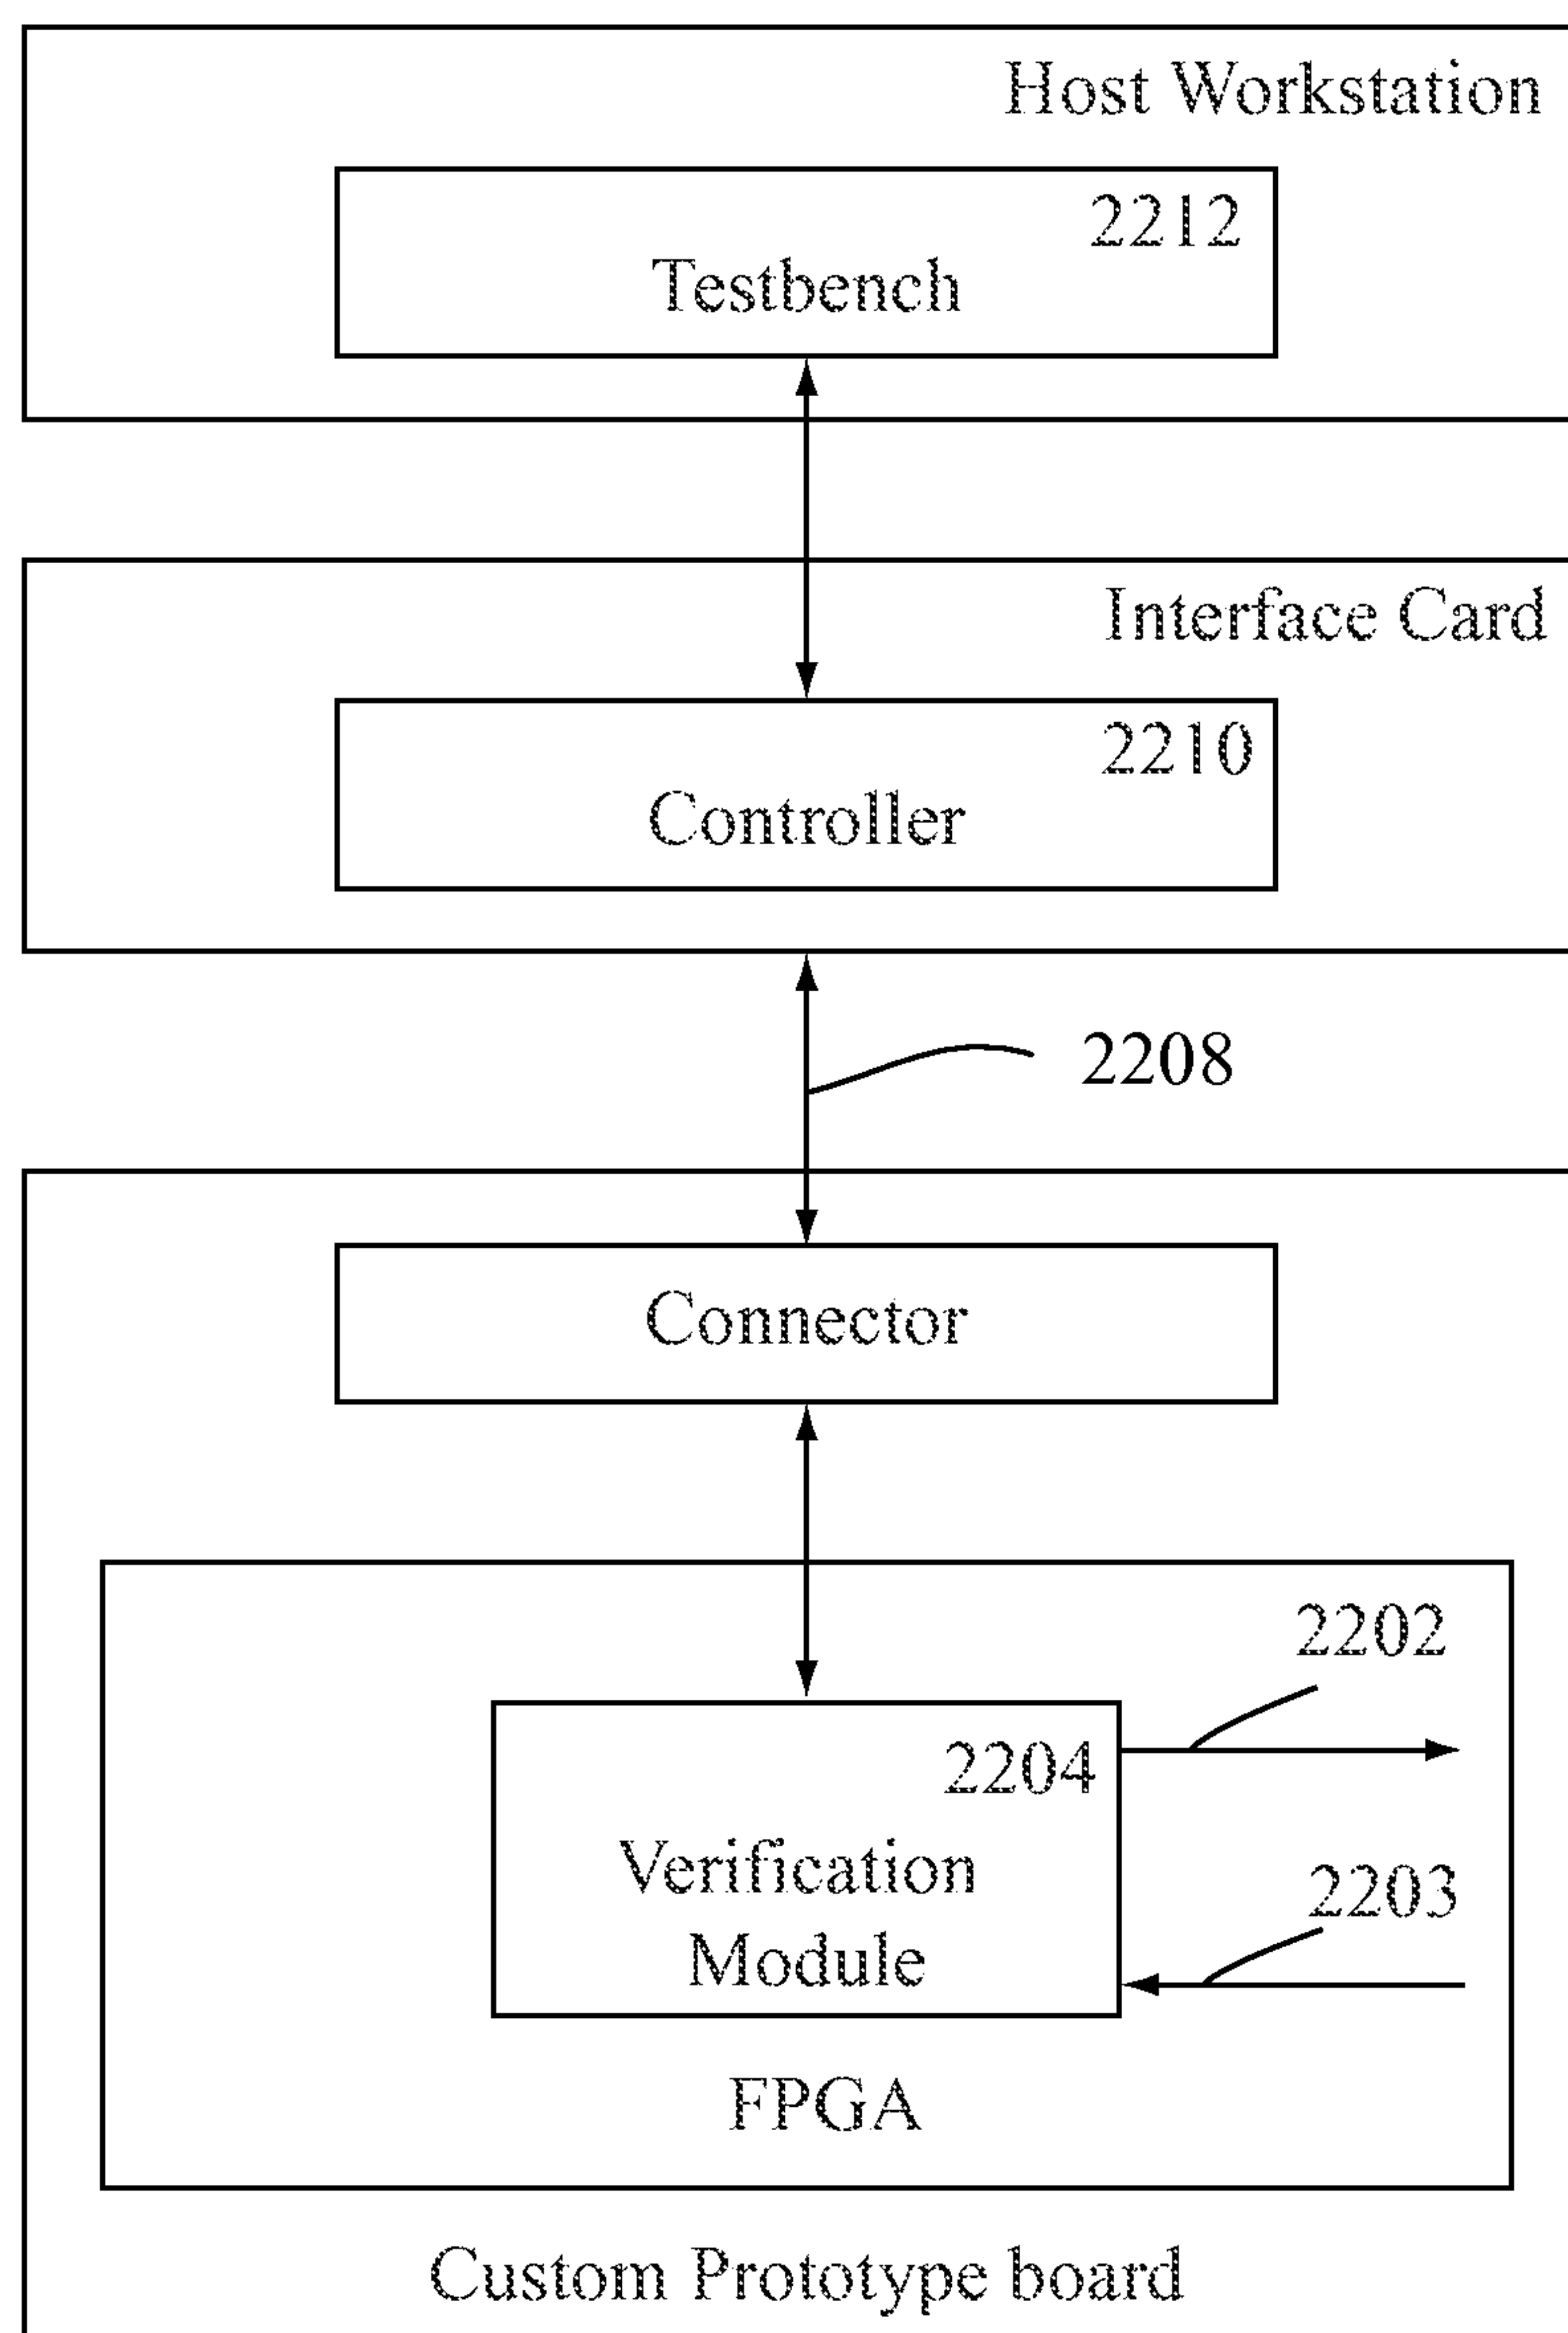 Host Workstation
2212
Testbench
Interface Card
2210
Controller
2208
Connector
2202
2204
Verification
Module
2203
FPGA
Custom Prototype board